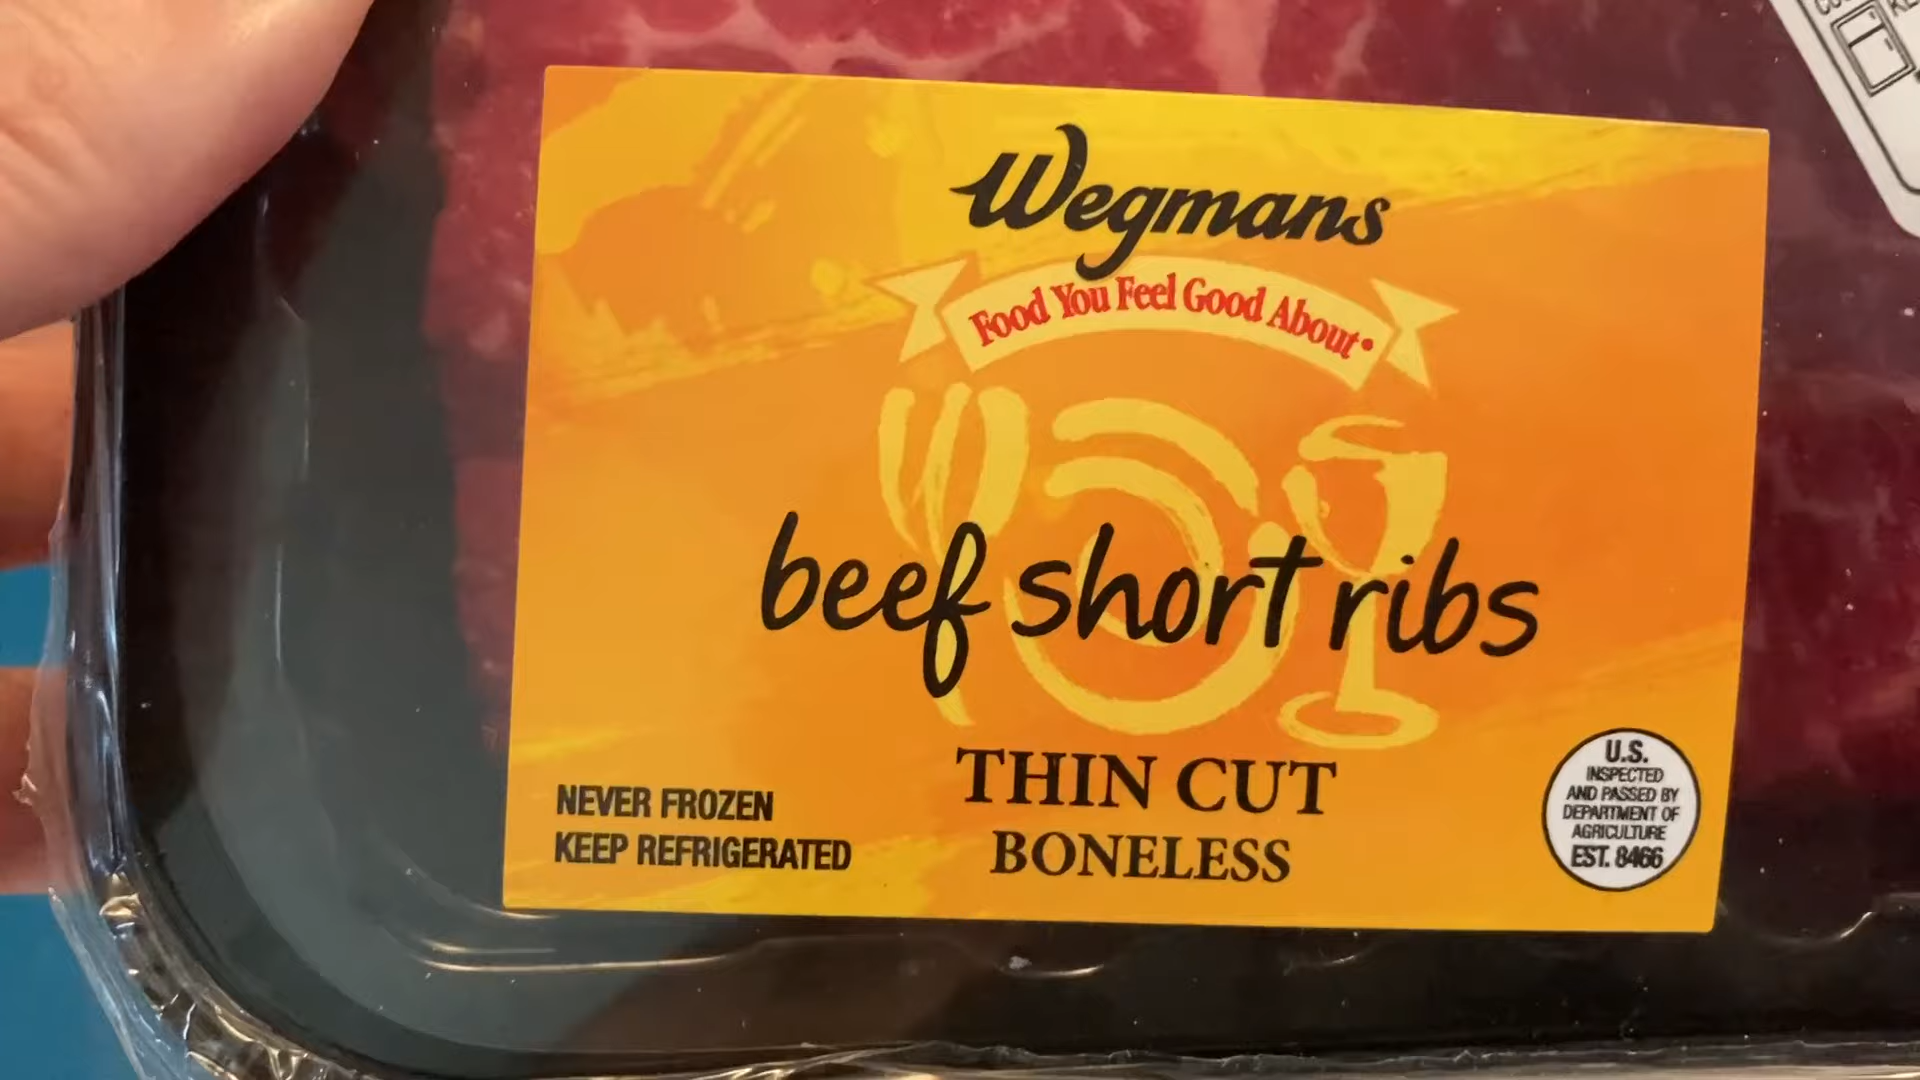 Wegmans
Food You Feel Good About
beef short ribs
THIN CUT
BONELESS
NEVER FROZEN
KEEP REFRIGERATED
U.S.
INSPECTED
AND PASSED BY
DEPARTMENT OF
AGRICULTURE
EST. 8466